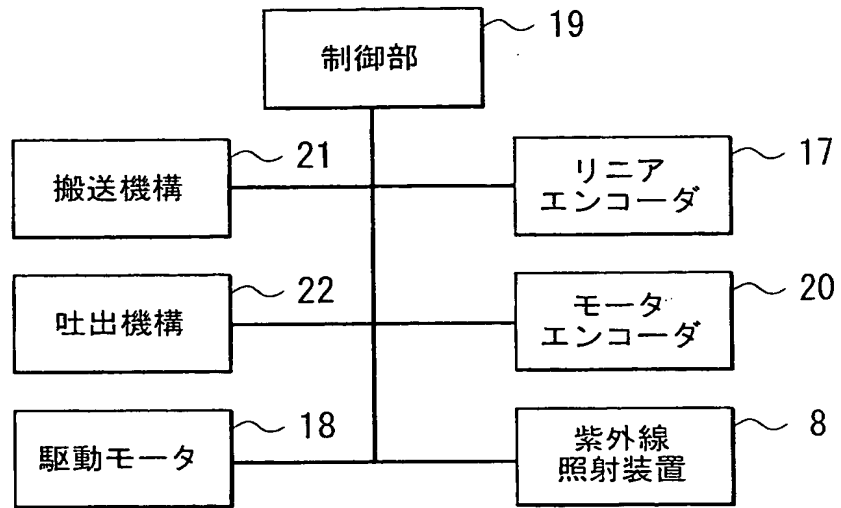 制御部
19
搬送機構
21
リニア
エンコーダ
17
吐出機構
22
モータ
エンコーダ
20
駆動モータ
18
紫外線
照射装置
8